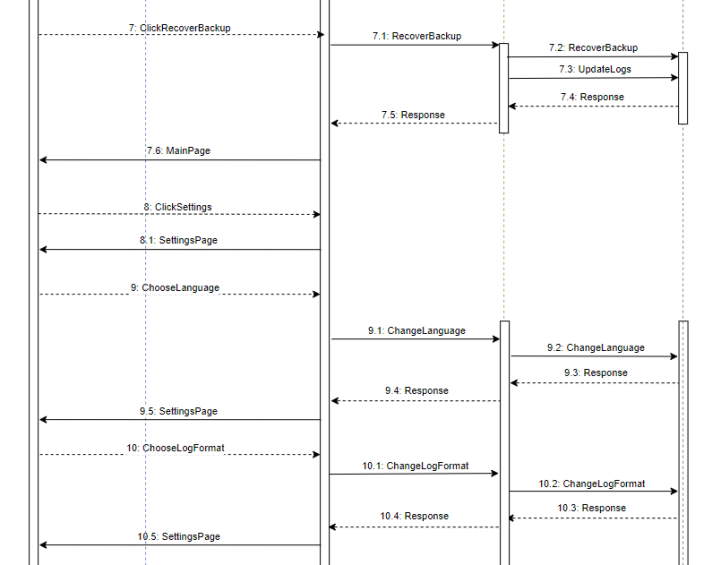 7: ClickRecoverBackup
7.1: RecoverBackup
7.2: RecoverBackup
7.3: UpdateLogs
7.4: Response
7.5: Response
7.6: MainPage
8: ClickSettings
8.1: SettingsPage
9: ChooseLanguage
9.1: ChangeLanguage
9.2: ChangeLanguage
9.3: Response
9.4: Response
9.5: SettingsPage
10: ChooseLogFormat
10.1: ChangeLogFormat
10.2: ChangeLogFormat
10.3: Response
10.4: Response
10.5: SettingsPage